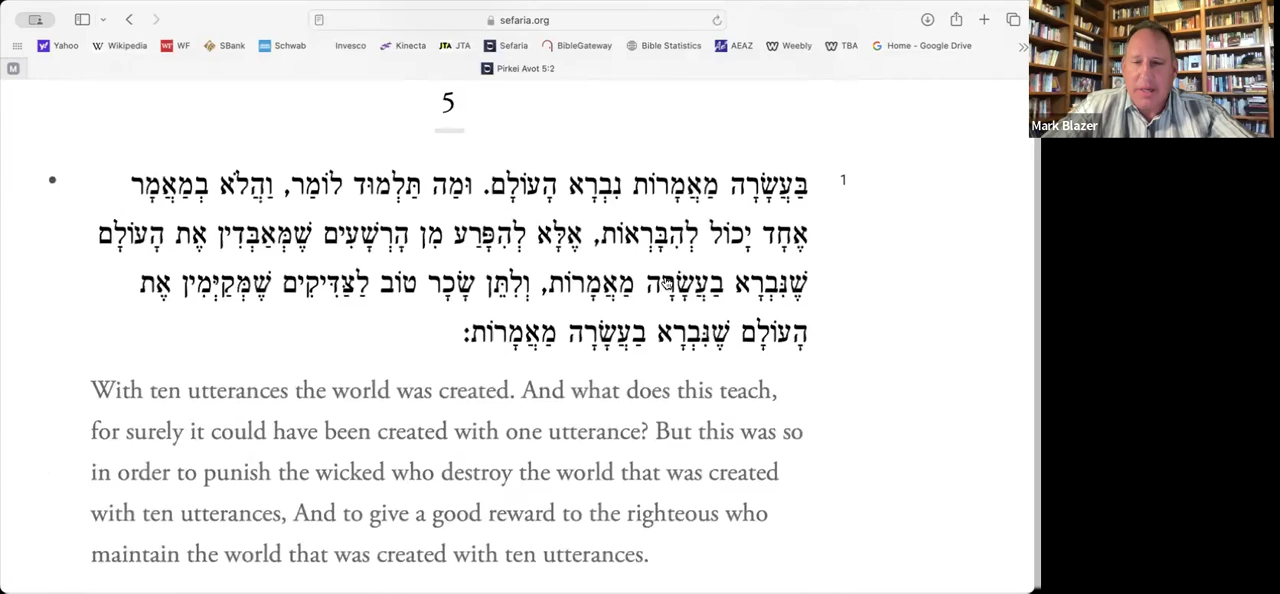 sefaria.org
Yahoo Wikipedia WF SBank Schwab Invesco Kinecta JTA JTA Sefaria BibleGateway Bible Statistics AEAZ Weebly TBA Home - Google Drive
M Pirkei Avot 5:2
Mark Blazer
5
1
בַּעֲשָׂרָה מַאֲמָרוֹת נִבְרָא הָעוֹלָם. וּמַה תַּלְמוּד לוֹמַר, וַהֲלֹא בְמַאֲמָר
אֶחָד יָכוֹל לְהִבָּרְאוֹת, אֶלָּא לְהִפָּרַע מִן הָרְשָׁעִים שֶׁמְּאַבְּדִין אֶת הָעוֹלָם
שֶׁנִּבְרָא בַעֲשָׂרָה מַאֲמָרוֹת, וְלִתֵּן שָׂכָר טוֹב לַצַּדִּיקִים שֶׁמְּקַיְּמִין אֶת
הָעוֹלָם שֶׁנִּבְרָא בַעֲשָׂרָה מַאֲמָרוֹת:
With ten utterances the world was created. And what does this teach,
for surely it could have been created with one utterance? But this was so
in order to punish the wicked who destroy the world that was created
with ten utterances, And to give a good reward to the righteous who
maintain the world that was created with ten utterances.